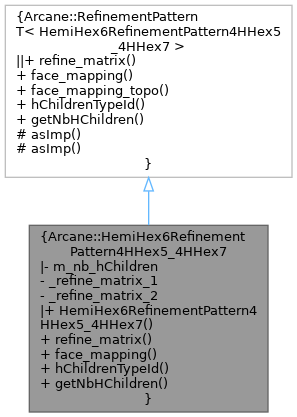 {Arcane::RefinementPattern
T< HemiHex6RefinementPattern4HHex5
_4HHex7 >
||+ refine_matrix()
+ face_mapping()
+ face_mapping_topo()
+ hChildrenTypeId()
+ getNbHChildren()
# asImp()
# asImp()
}
{Arcane::HemiHex6Refinement
Pattern4HHex5_4HHex7
|- m_nb_hChildren
- _refine_matrix_1
- _refine_matrix_2
|+ HemiHex6RefinementPattern4
HHex5_4HHex7()
+ refine_matrix()
+ face_mapping()
+ hChildrenTypeId()
+ getNbHChildren()
}